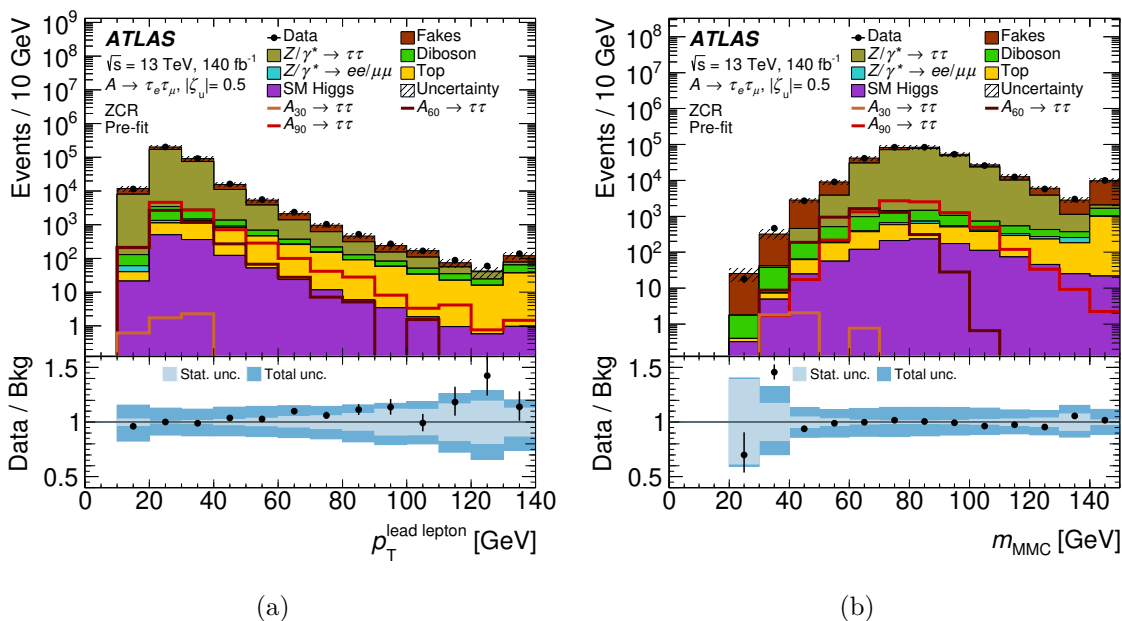 ATLAS
√s = 13 TeV, 140 fb⁻¹
A → τₑτ_μ, |ζᵤ|= 0.5
ZCR
Pre-fit
Data
Z/γ* → ττ
Z/γ* → ee/μμ
SM Higgs
A₃₀ → ττ
A₉₀ → ττ
Fakes
Diboson
Top
Uncertainty
A₆₀ → ττ
Events / 10 GeV
10⁹
10⁸
10⁷
10⁶
10⁵
10⁴
10³
10²
10
1
Data / Bkg
1.5
1
0.5
Stat. unc. Total unc.
0 20 40 60 80 100 120 140
p_T^lead lepton [GeV]
(a)
ATLAS
√s = 13 TeV, 140 fb⁻¹
A → τₑτ_μ, |ζᵤ|= 0.5
ZCR
Pre-fit
Data
Z/γ* → ττ
Z/γ* → ee/μμ
SM Higgs
A₃₀ → ττ
A₉₀ → ττ
Fakes
Diboson
Top
Uncertainty
A₆₀ → ττ
Events / 10 GeV
10⁹
10⁸
10⁷
10⁶
10⁵
10⁴
10³
10²
10
1
Data / Bkg
1.5
1
0.5
Stat. unc. Total unc.
0 20 40 60 80 100 120 140
m_MMC [GeV]
(b)